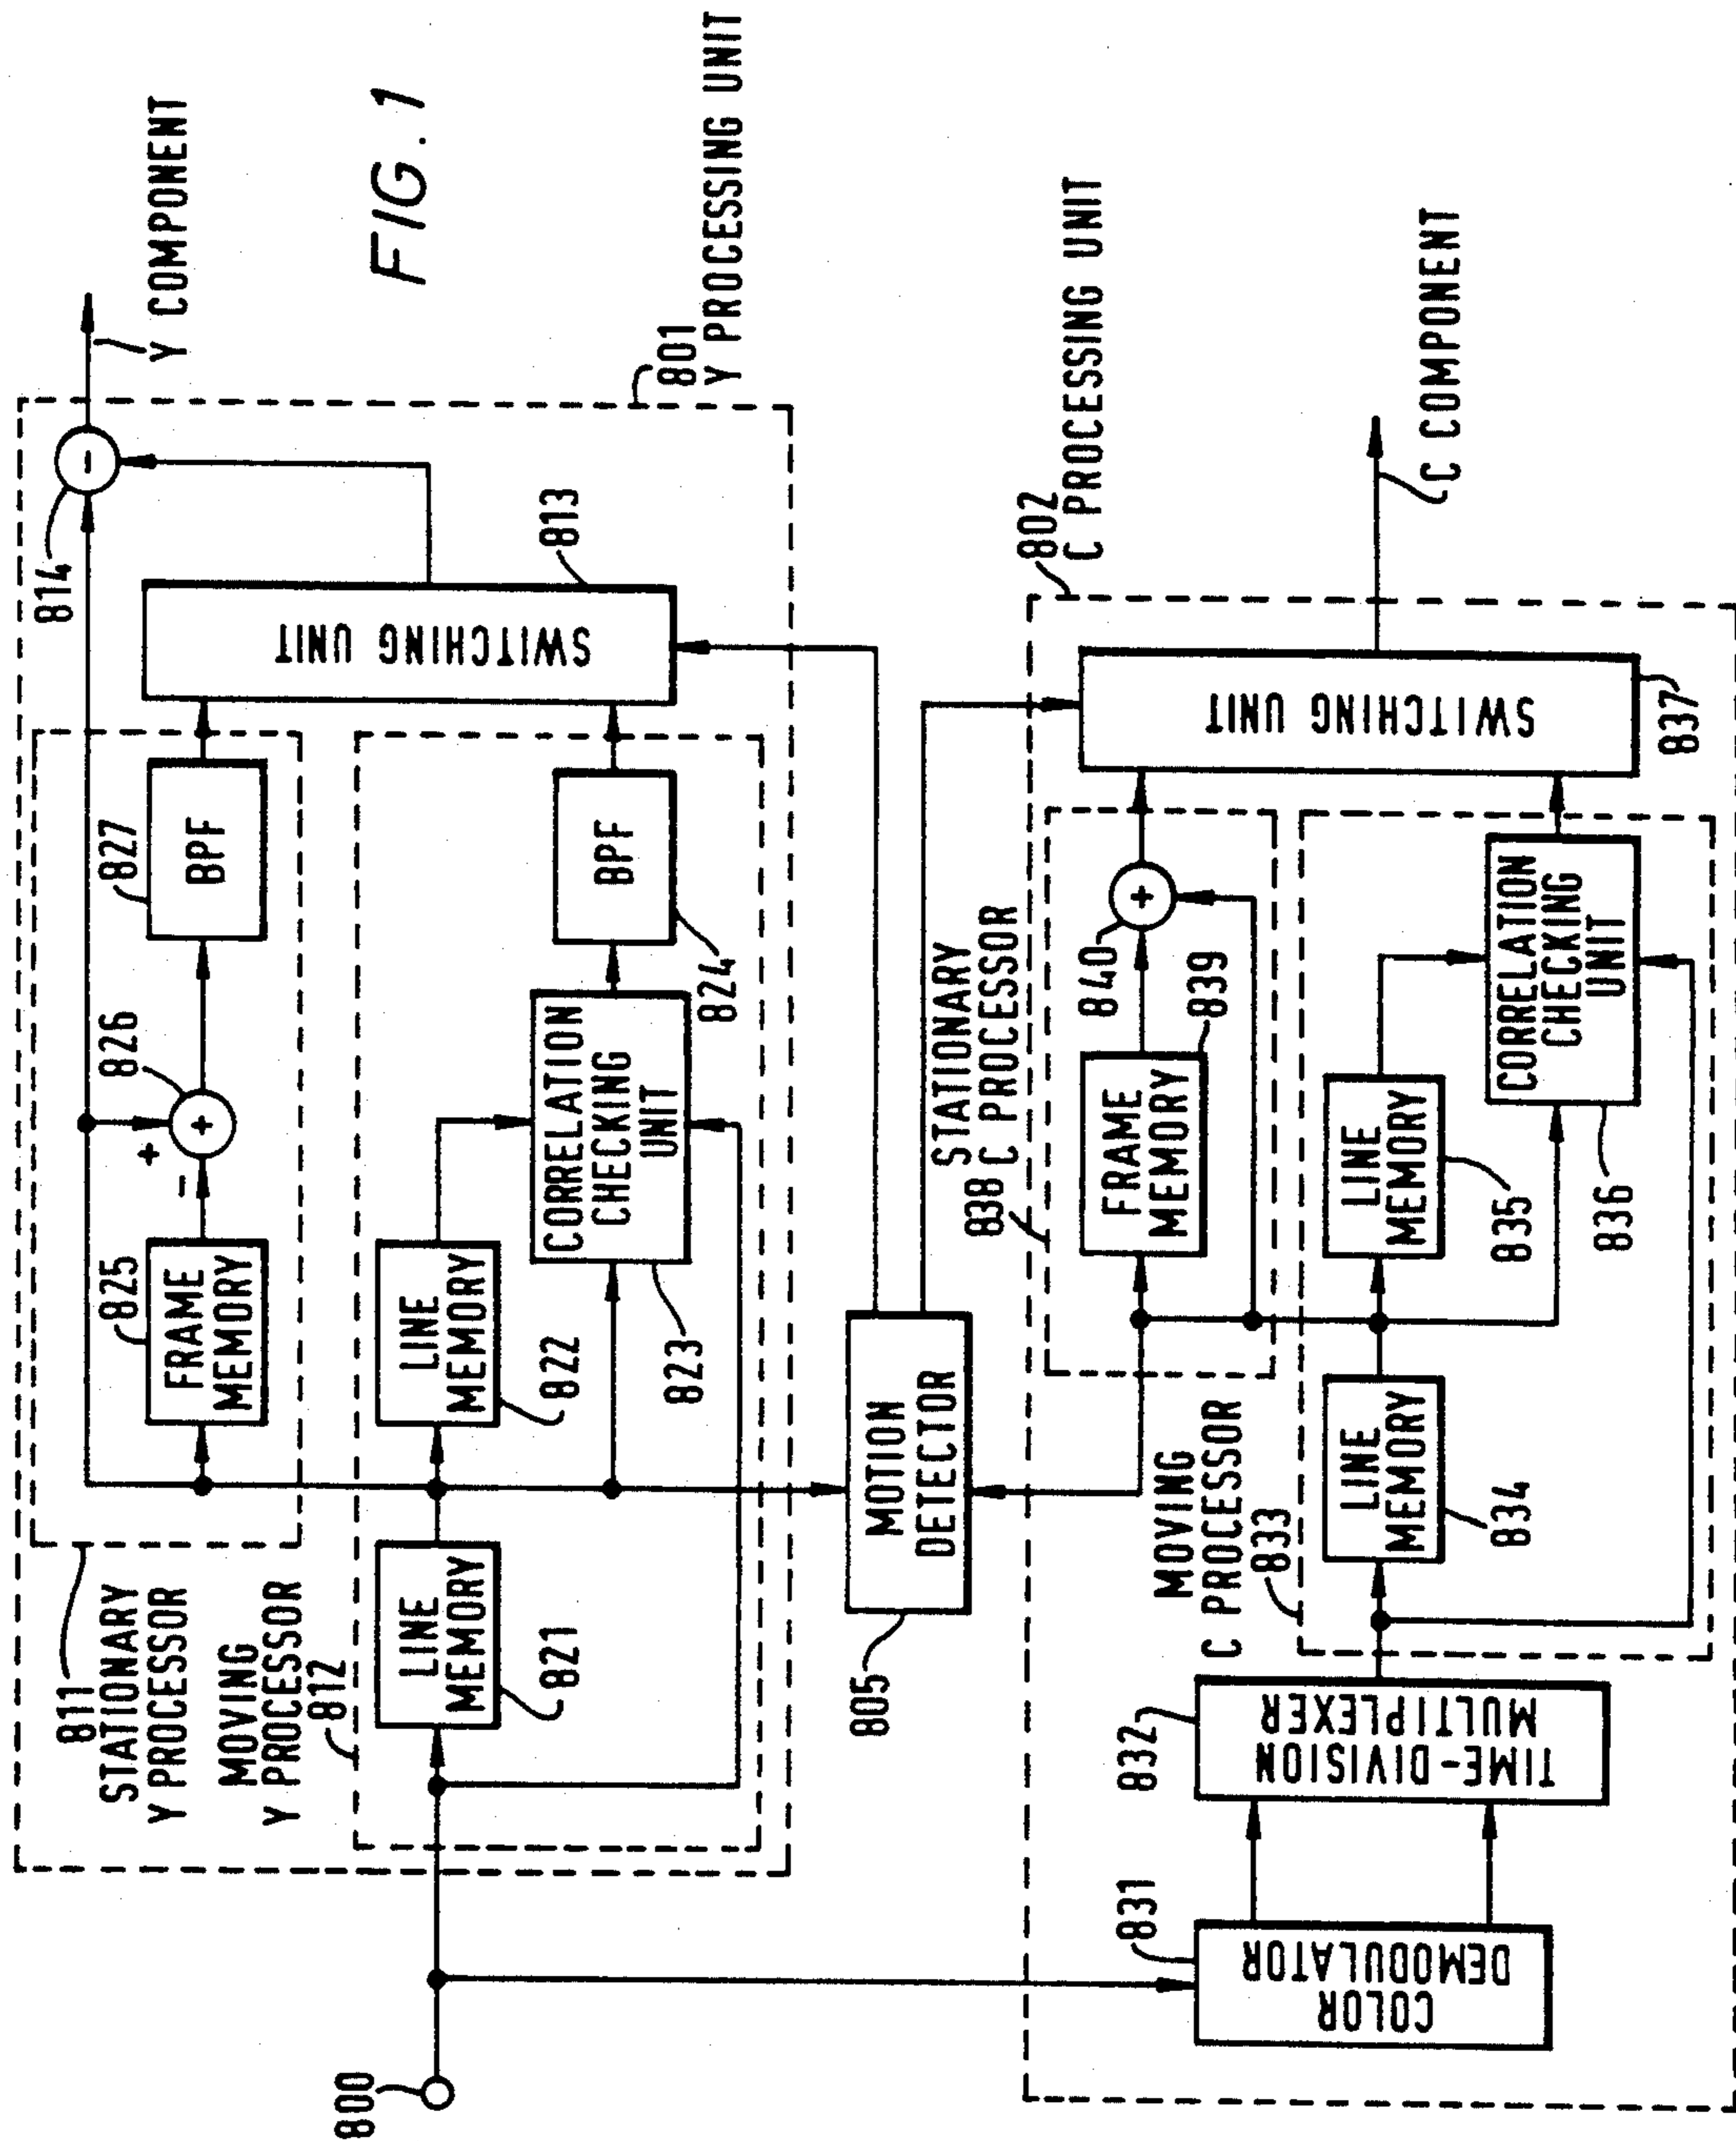 FIG. 1
814
Y COMPONENT
825
FRAME
MEMORY
+
-
+
826
827
BPF
-
811
STATIONARY
Y PROCESSOR
SWITCHING UNIT
813
801
Y PROCESSING UNIT
MOVING
Y PROCESSOR
812
LINE
MEMORY
821
LINE
MEMORY
822
CORRELATION
CHECKING
UNIT
823
BPF
824
800
805
MOTION
DETECTOR
STATIONARY
838 C PROCESSOR
FRAME
MEMORY
839
840
+
802
C PROCESSING UNIT
SWITCHING UNIT
837
C COMPONENT
MOVING
C PROCESSOR
833
831
COLOR
DEMODULATOR
832
TIME-DIVISION
MULTIPLEXER
LINE
MEMORY
834
LINE
MEMORY
835
CORRELATION
CHECKING
UNIT
836